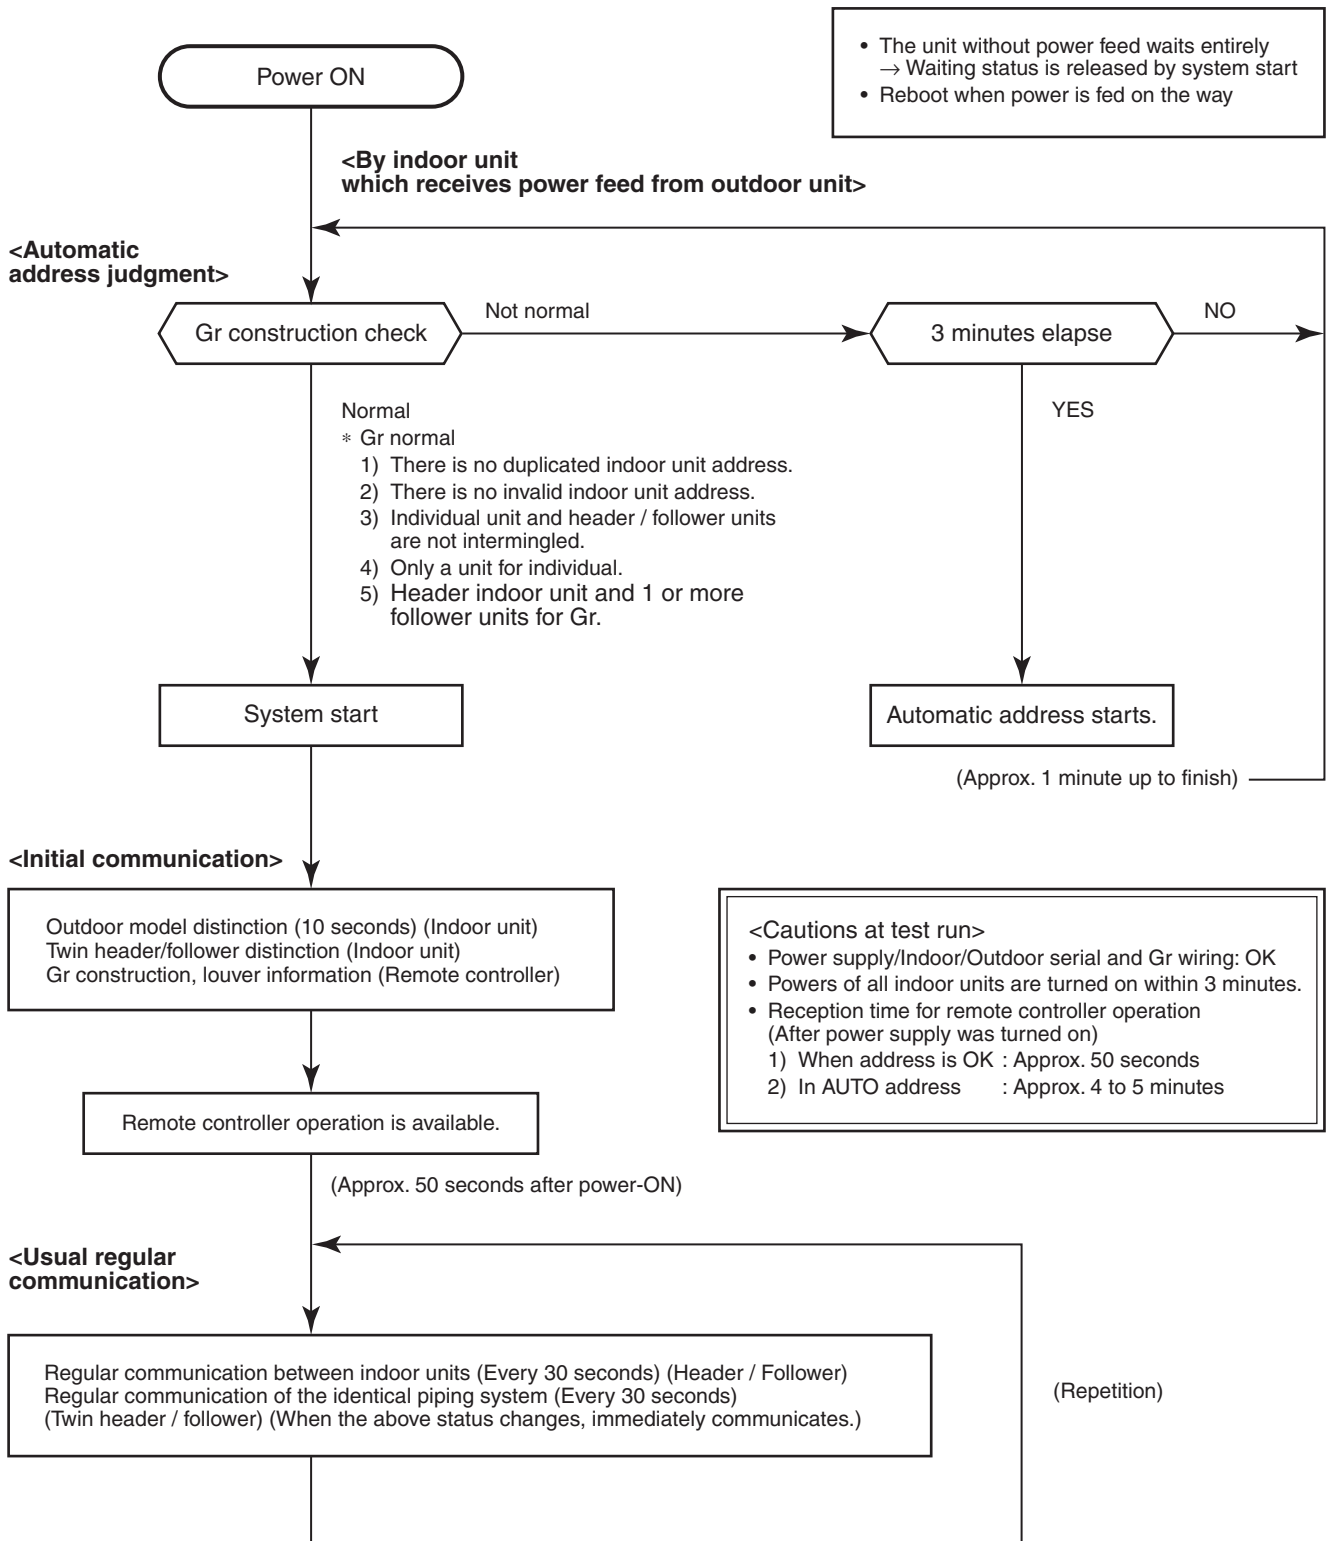 Power ON
• The unit without power feed waits entirely
→ Waiting status is released by system start
• Reboot when power is fed on the way
<By indoor unit
which receives power feed from outdoor unit>
<Automatic
address judgment>
Gr construction check
Not normal
3 minutes elapse
NO
Normal
* Gr normal
1) There is no duplicated indoor unit address.
2) There is no invalid indoor unit address.
3) Individual unit and header / follower units
are not intermingled.
4) Only a unit for individual.
5) Header indoor unit and 1 or more
follower units for Gr.
YES
System start
Automatic address starts.
(Approx. 1 minute up to finish)
<Initial communication>
Outdoor model distinction (10 seconds) (Indoor unit)
Twin header/follower distinction (Indoor unit)
Gr construction, louver information (Remote controller)
<Cautions at test run>
• Power supply/Indoor/Outdoor serial and Gr wiring: OK
• Powers of all indoor units are turned on within 3 minutes.
• Reception time for remote controller operation
(After power supply was turned on)
1) When address is OK : Approx. 50 seconds
2) In AUTO address : Approx. 4 to 5 minutes
Remote controller operation is available.
(Approx. 50 seconds after power-ON)
<Usual regular
communication>
Regular communication between indoor units (Every 30 seconds) (Header / Follower)
Regular communication of the identical piping system (Every 30 seconds)
(Twin header / follower) (When the above status changes, immediately communicates.)
(Repetition)